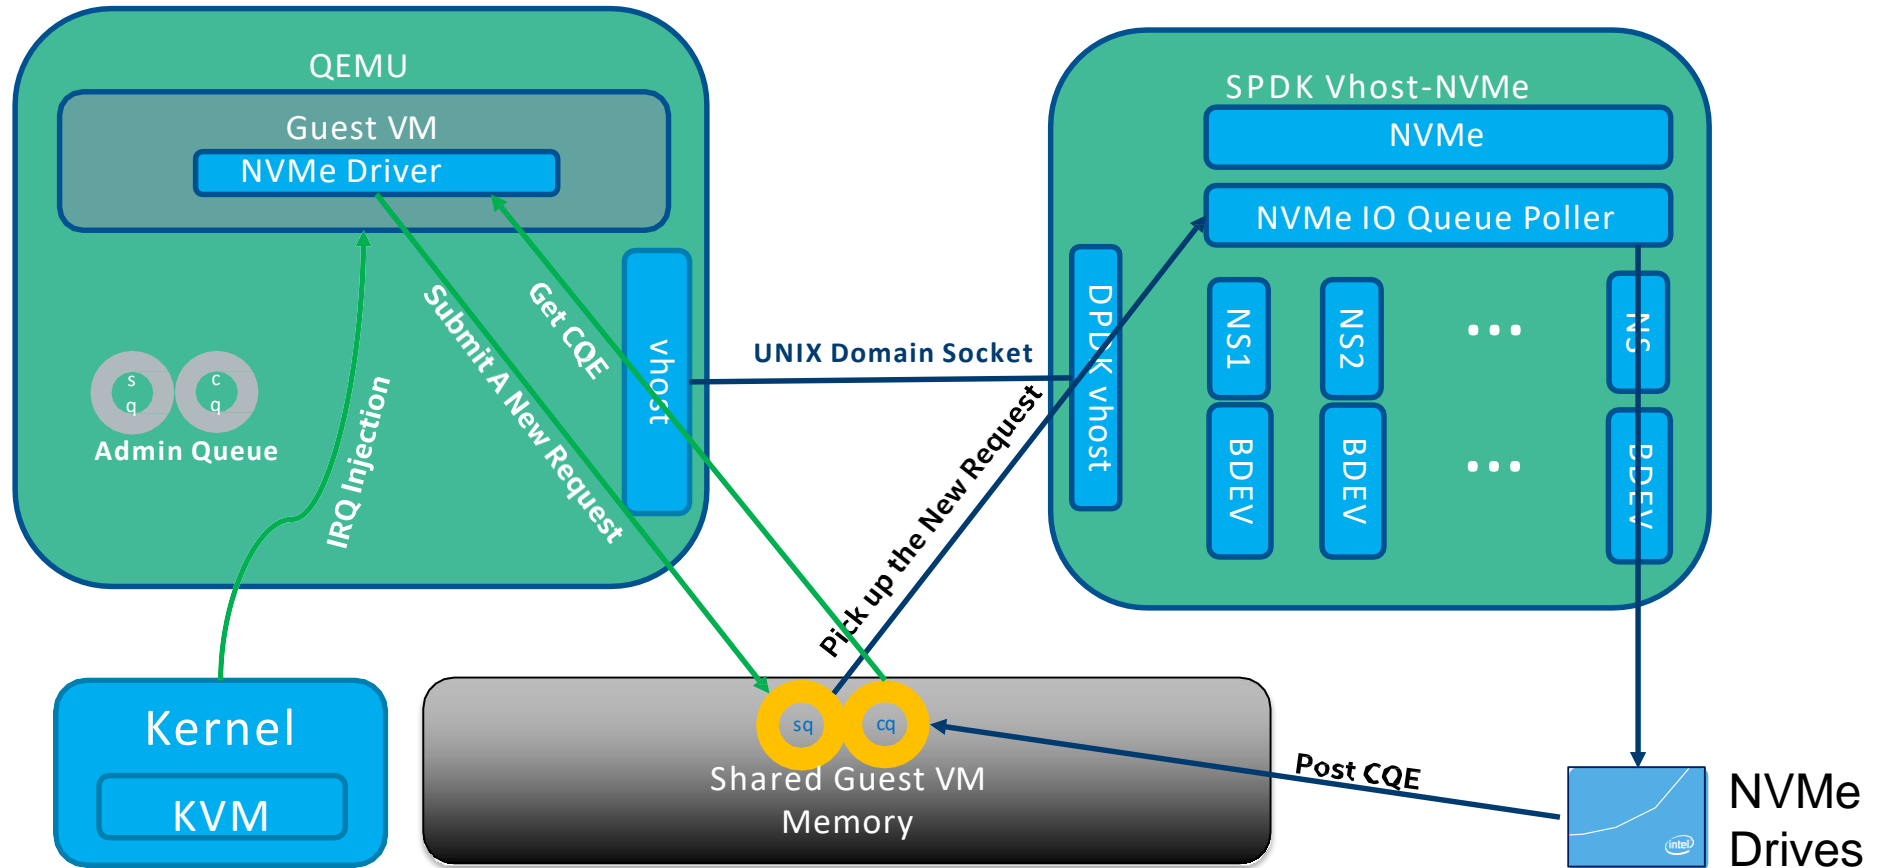 QEMU
Guest VM
NVMe Driver
SPDK Vhost-NVMe
NVMe
NVMe IO Queue Poller
Submit A New Request
Get CQE
vhost
UNIX Domain Socket
DPDK vhost
NS1
NS2
...
NS
BDEV
BDEV
...
BDEV
s
q
c
q
Admin Queue
IRQ Injection
Pick up the New Request
Kernel
KVM
sq
cq
Shared Guest VM
Memory
Post CQE
intel
NVMe
Drives